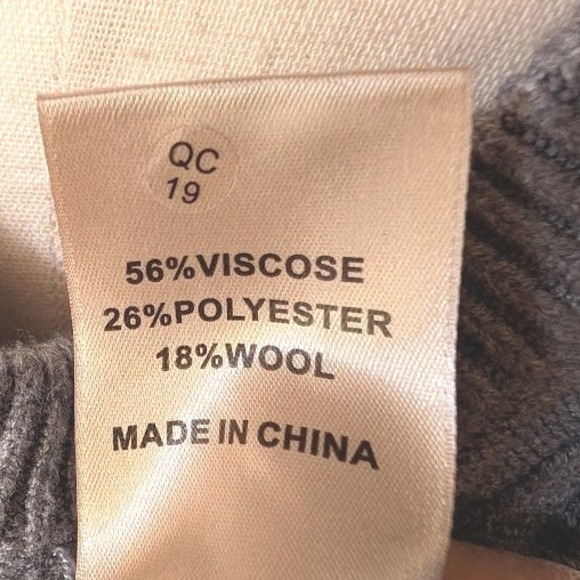 QC
19
56%VISCOSE
26%POLYESTER
18%WOOL
MADE IN CHINA